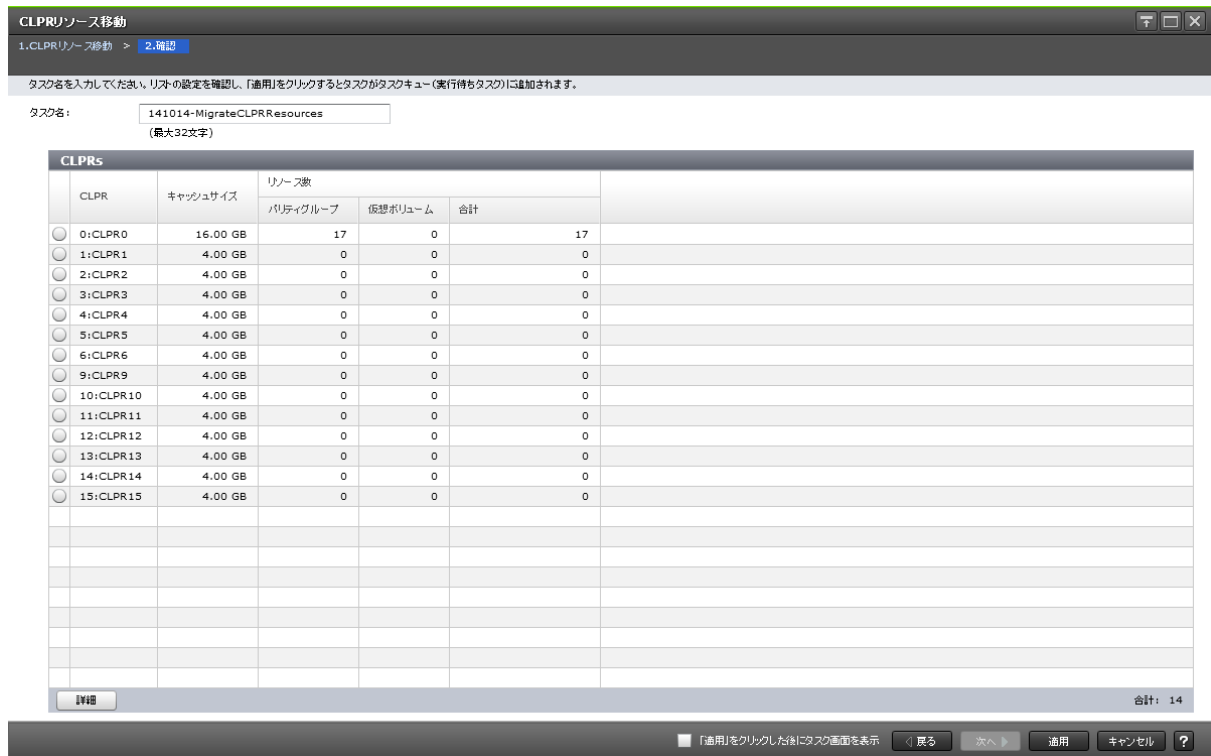 CLPRリソース移動
1.CLPRリソース移動 > 2.確認
タスク名を入力してください。リストの設定を確認し、「適用」をクリックするとタスクがタスクキュー(実行待ちタスク)に追加されます。
タスク名: 141014-MigrateCLPRResources
(最大32文字)
CLPRs
CLPR キャッシュサイズ リソース数
パリティグループ 仮想ボリューム 合計
0:CLPR0 16.00 GB 17 0 17
1:CLPR1 4.00 GB 0 0 0
2:CLPR2 4.00 GB 0 0 0
3:CLPR3 4.00 GB 0 0 0
4:CLPR4 4.00 GB 0 0 0
5:CLPR5 4.00 GB 0 0 0
6:CLPR6 4.00 GB 0 0 0
9:CLPR9 4.00 GB 0 0 0
10:CLPR10 4.00 GB 0 0 0
11:CLPR11 4.00 GB 0 0 0
12:CLPR12 4.00 GB 0 0 0
13:CLPR13 4.00 GB 0 0 0
14:CLPR14 4.00 GB 0 0 0
15:CLPR15 4.00 GB 0 0 0
詳細 合計: 14
「適用」をクリックした後にタスク画面を表示 戻る 次へ 適用 キャンセル ?